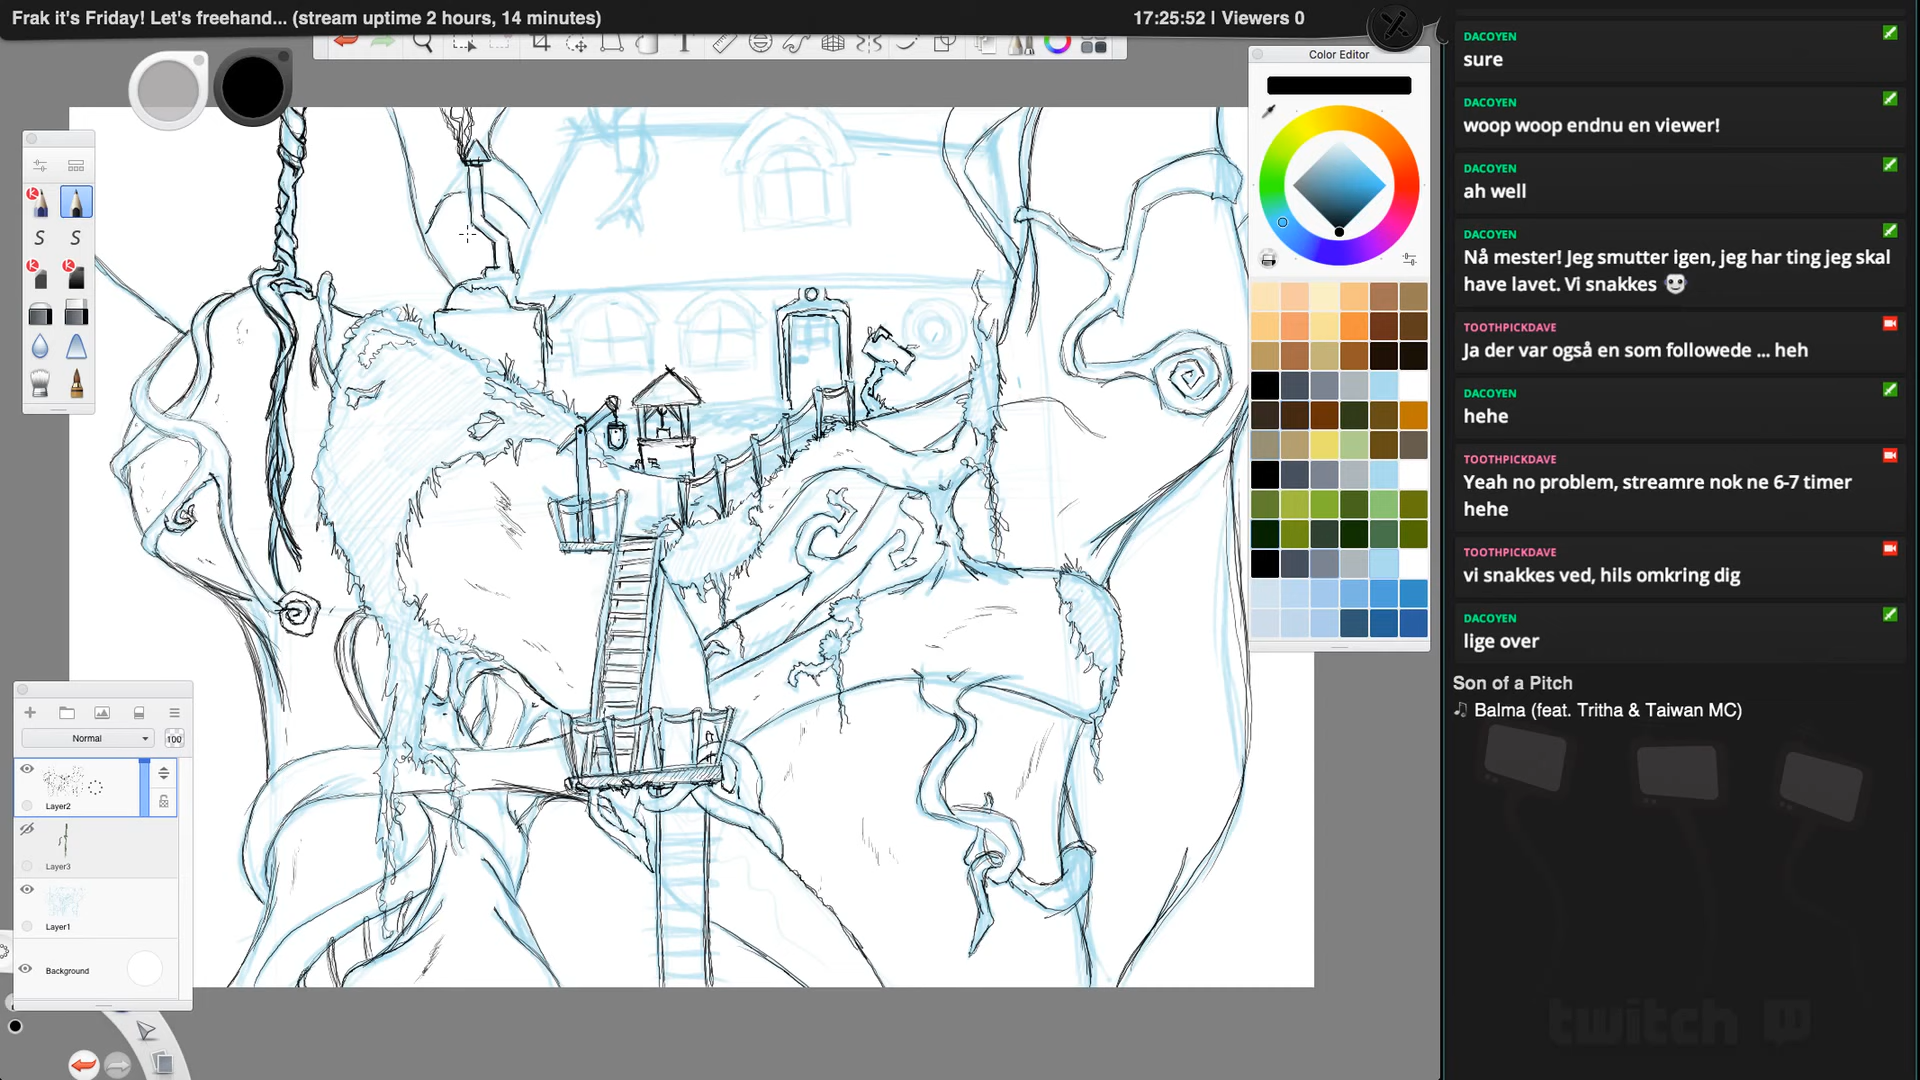 Frak it's Friday! Let's freehand... (stream uptime 2 hours, 14 minutes)
17:25:52 | Viewers 0
Color Editor
Normal
100
Layer2
Layer3
Layer1
Background
DACOYEN
sure
DACOYEN
woop woop endnu en viewer!
DACOYEN
ah well
DACOYEN
Nå mester! Jeg smutter igen, jeg har ting jeg skal
have lavet. Vi snakkes
TOOTHPICKDAVE
Ja der var også en som followede ... heh
DACOYEN
hehe
TOOTHPICKDAVE
Yeah no problem, streamre nok ne 6-7 timer
hehe
TOOTHPICKDAVE
vi snakkes ved, hils omkring dig
DACOYEN
lige over
Son of a Pitch
Balma (feat. Tritha & Taiwan MC)
twitch